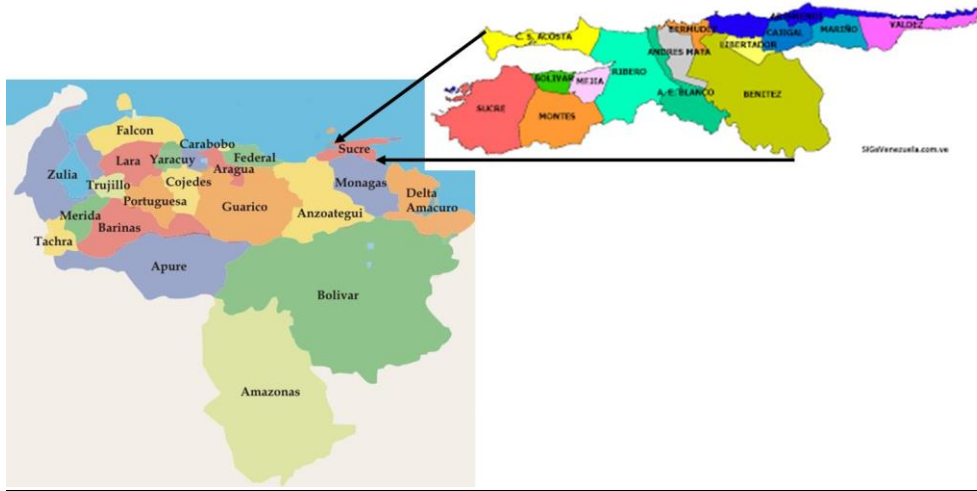 C. S. ACOSTA
BERMUDEZ
ARISMENDI
CAJIGAL
MARIÑO
VALDEZ
LIBERTADOR
ANDRES MATA
RIBERO
BOLIVAR
MEJIA
A. E. BLANCO
BENITEZ
SUCRE
MONTES
SIGeVenezuela.com.ve
Falcon
Carabobo
Sucre
Lara
Yaracuy
Federal
Aragua
Zulia
Trujillo
Cojedes
Monagas
Delta
Amacuro
Portuguesa
Guarico
Anzoategui
Merida
Barinas
Tachra
Apure
Bolivar
Amazonas